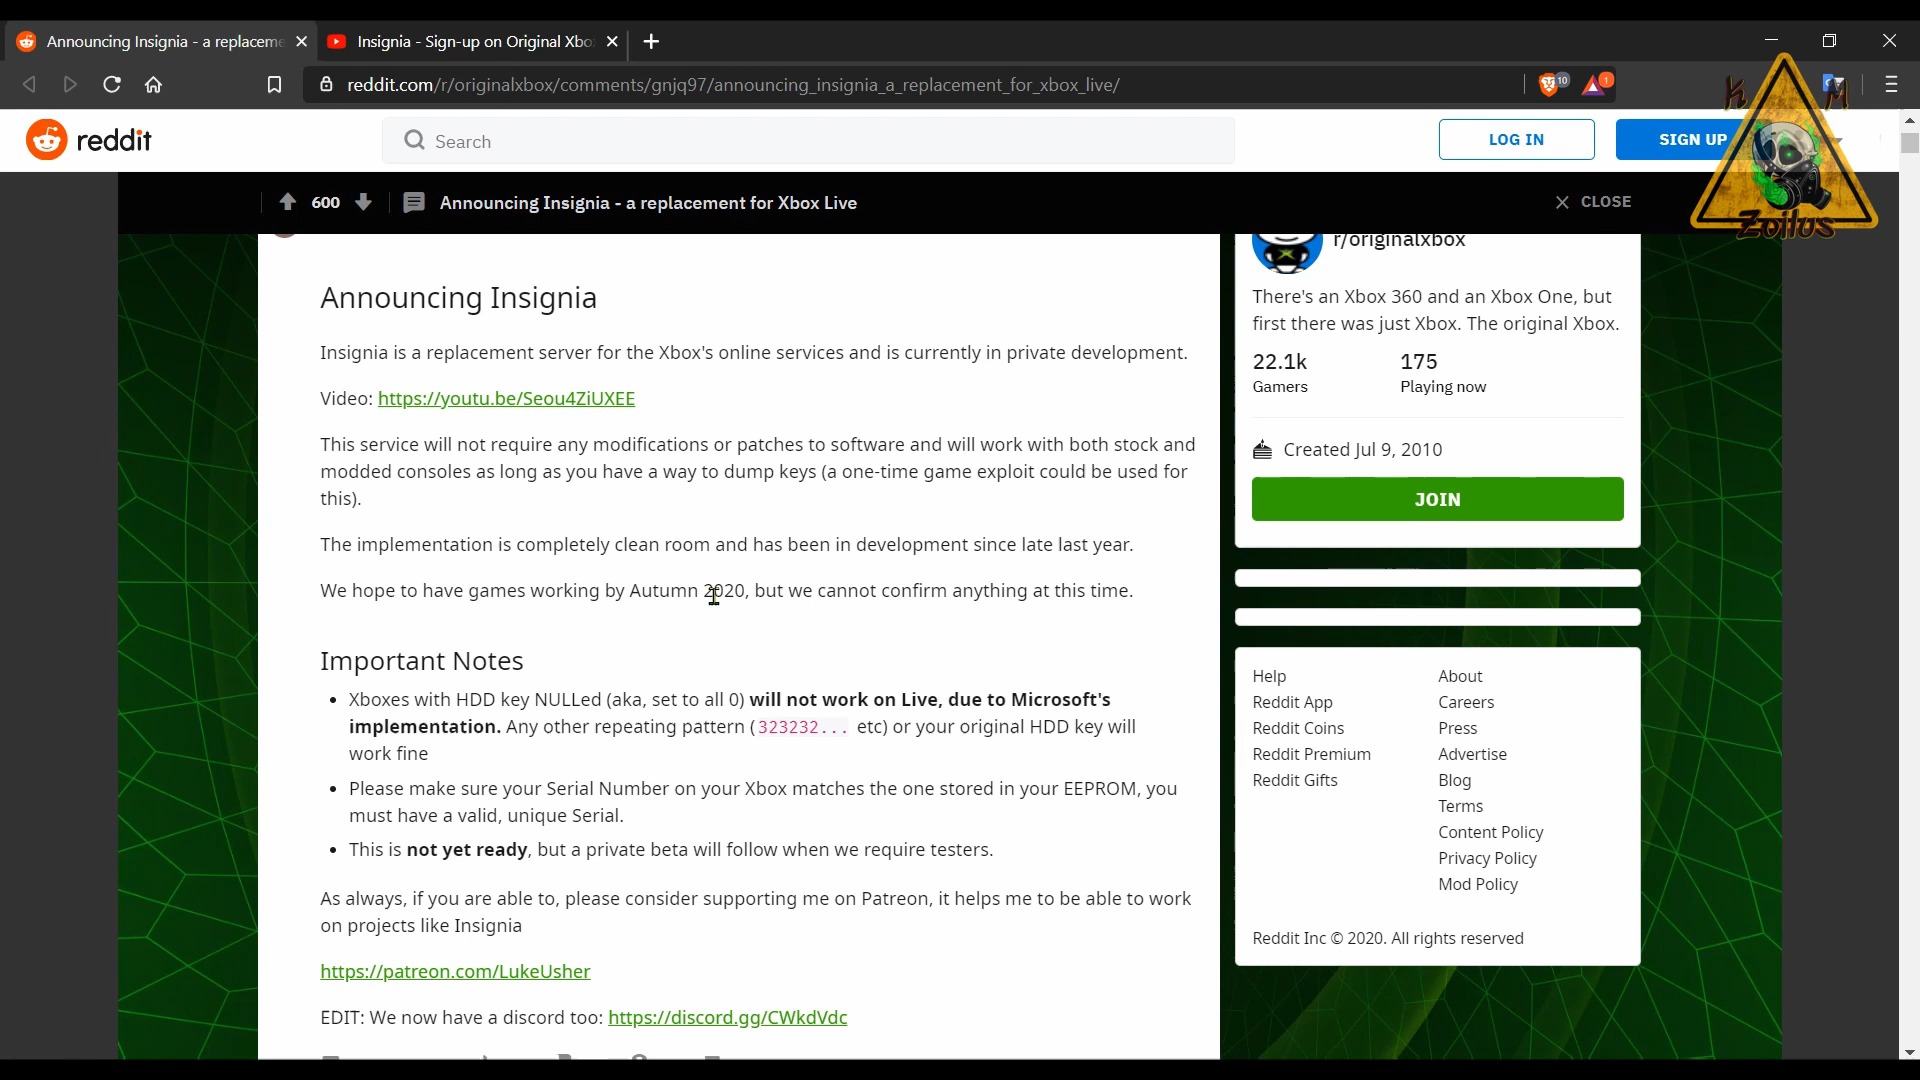 Announcing Insignia - a replaceme
Insignia - Sign-up on Original Xbo
reddit.com/r/originalxbox/comments/gnjq97/announcing_insignia_a_replacement_for_xbox_live/
10
1
K M
Zoilus
reddit
Search
LOG IN
SIGN UP
600
Announcing Insignia - a replacement for Xbox Live
CLOSE
Announcing Insignia
Insignia is a replacement server for the Xbox's online services and is currently in private development.
Video: https://youtu.be/Seou4ZiUXEE
This service will not require any modifications or patches to software and will work with both stock and
modded consoles as long as you have a way to dump keys (a one-time game exploit could be used for
this).
The implementation is completely clean room and has been in development since late last year.
We hope to have games working by Autumn 2020, but we cannot confirm anything at this time.
Important Notes
• Xboxes with HDD key NULLed (aka, set to all 0) will not work on Live, due to Microsoft's
implementation. Any other repeating pattern ( 323232... etc) or your original HDD key will
work fine
• Please make sure your Serial Number on your Xbox matches the one stored in your EEPROM, you
must have a valid, unique Serial.
• This is not yet ready, but a private beta will follow when we require testers.
As always, if you are able to, please consider supporting me on Patreon, it helps me to be able to work
on projects like Insignia
https://patreon.com/LukeUsher
EDIT: We now have a discord too: https://discord.gg/CWkdVdc
r/originalxbox
There's an Xbox 360 and an Xbox One, but
first there was just Xbox. The original Xbox.
22.1k 175
Gamers Playing now
Created Jul 9, 2010
JOIN
Help About
Reddit App Careers
Reddit Coins Press
Reddit Premium Advertise
Reddit Gifts Blog
Terms
Content Policy
Privacy Policy
Mod Policy
Reddit Inc © 2020. All rights reserved